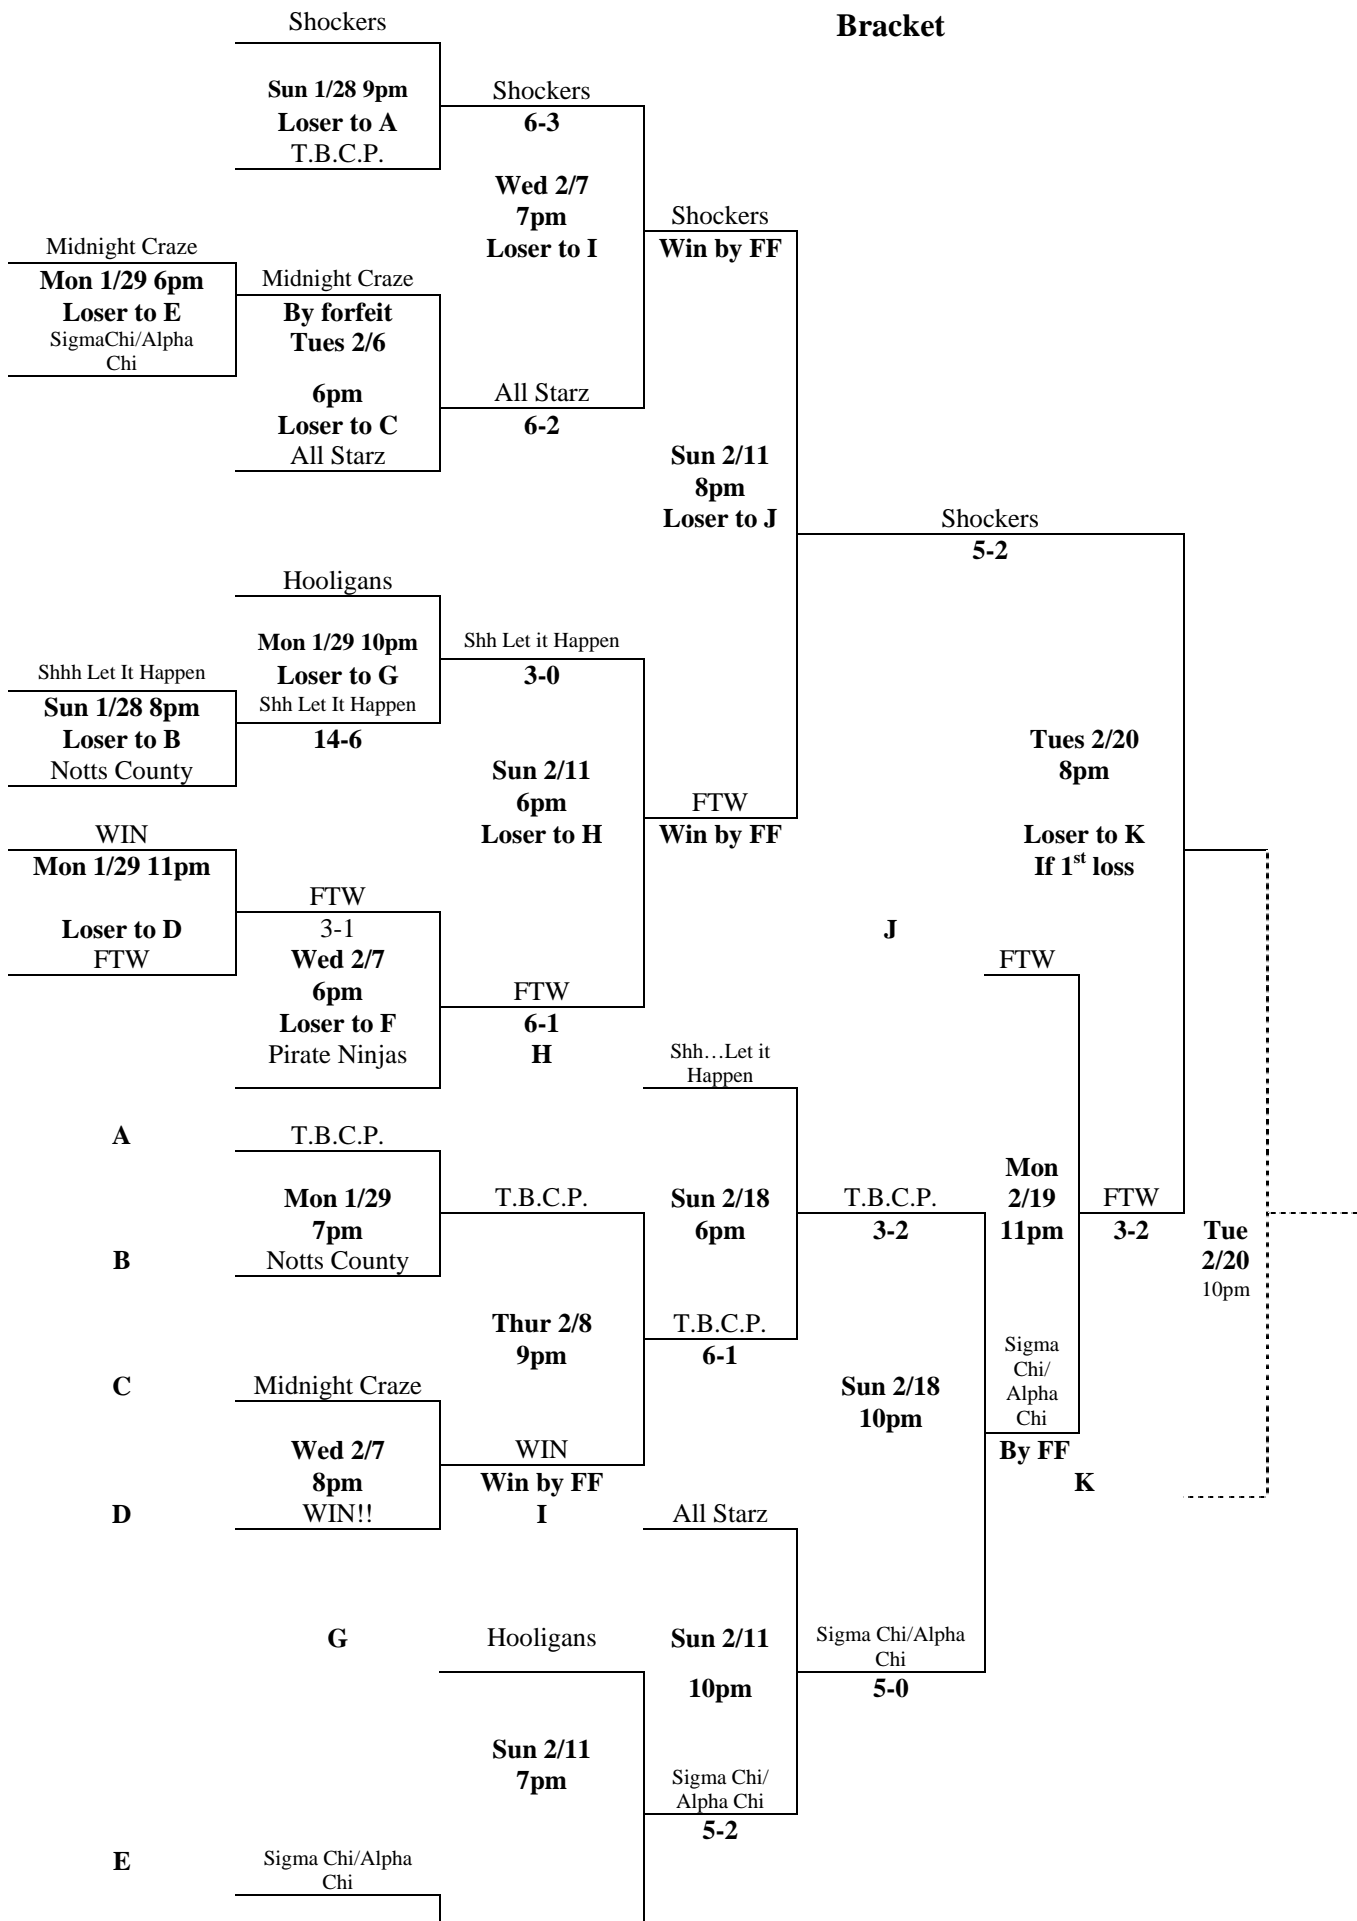 Bracket
Shockers
Sun 1/28 9pm
Loser to A
T.B.C.P.
Shockers
6-3
Wed 2/7
7pm
Loser to I
Shockers
Win by FF
Midnight Craze
Mon 1/29 6pm
Loser to E
SigmaChi/Alpha
Chi
Midnight Craze
By forfeit
Tues 2/6
6pm
Loser to C
All Starz
All Starz
6-2
Sun 2/11
8pm
Loser to J
Shockers
5-2
Hooligans
Mon 1/29 10pm
Loser to G
Shh Let It Happen
14-6
Shh Let it Happen
3-0
Shhh Let It Happen
Sun 1/28 8pm
Loser to B
Notts County
Sun 2/11
6pm
Loser to H
FTW
Win by FF
Tues 2/20
8pm
Loser to K
If 1st loss
WIN
Mon 1/29 11pm
Loser to D
FTW
FTW
3-1
Wed 2/7
6pm
Loser to F
Pirate Ninjas
FTW
6-1
H
Shh…Let it
Happen
J
FTW
A
T.B.C.P.
Mon 1/29
7pm
B
Notts County
T.B.C.P.
Sun 2/18
6pm
T.B.C.P.
3-2
Mon
2/19
11pm
FTW
3-2
Tue
2/20
10pm
Thur 2/8
9pm
T.B.C.P.
6-1
C
Midnight Craze
Wed 2/7
8pm
D
WIN!!
WIN
Win by FF
I
All Starz
Sun 2/18
10pm
Sigma
Chi/
Alpha
Chi
By FF
K
G
Hooligans
Sun 2/11
10pm
Sigma Chi/Alpha
Chi
5-0
Sun 2/11
7pm
Sigma Chi/
Alpha Chi
5-2
E
Sigma Chi/Alpha
Chi